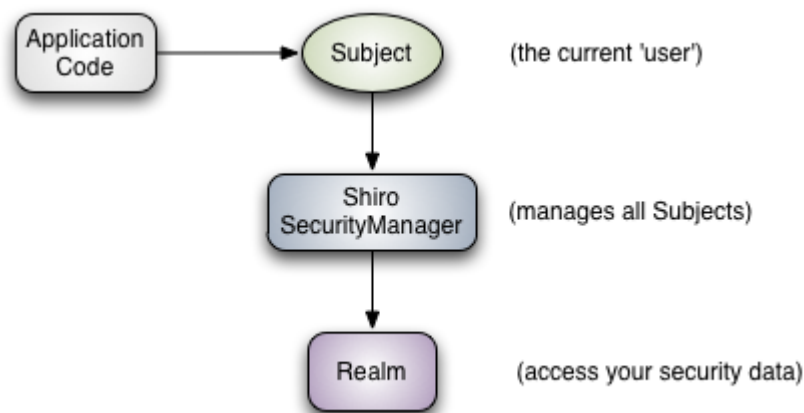 Application
Code
Subject
(the current 'user')
Shiro
SecurityManager
(manages all Subjects)
Realm
(access your security data)